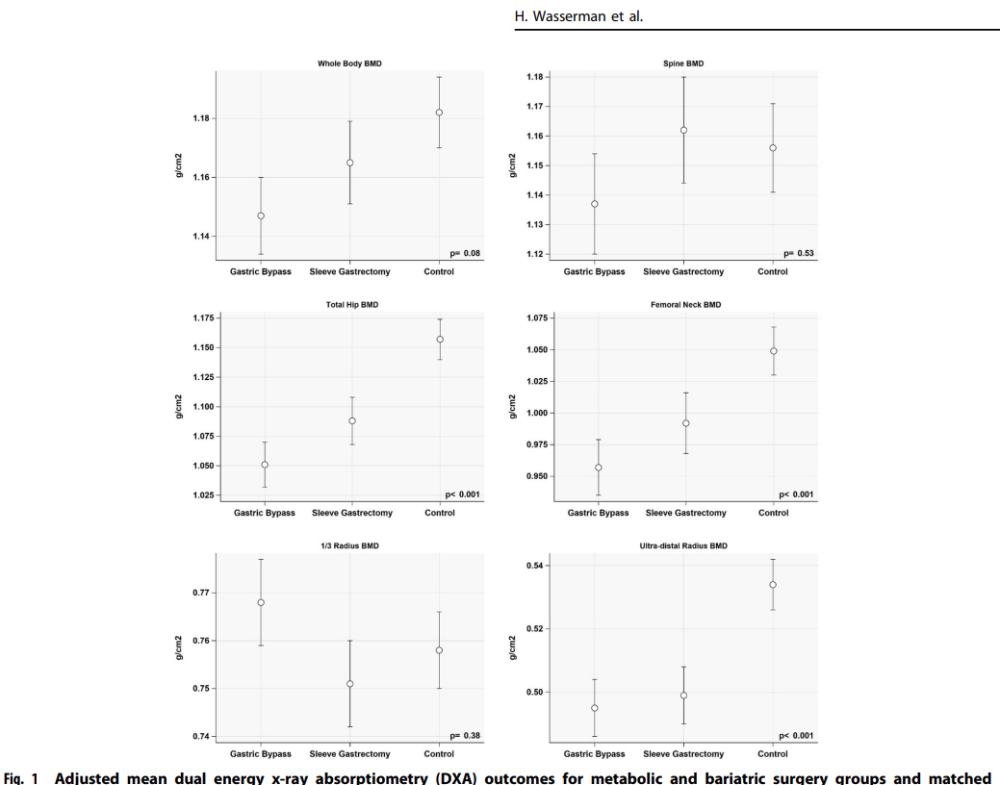 H. Wasserman et al.
Whole Body BMD
g/cm2
1.18
1.16
1.14
p= 0.08
Gastric Bypass Sleeve Gastrectomy Control
Spine BMD
g/cm2
1.18
1.17
1.16
1.15
1.14
1.13
1.12
p= 0.53
Gastric Bypass Sleeve Gastrectomy Control
Total Hip BMD
g/cm2
1.175
1.150
1.125
1.100
1.075
1.050
1.025
p< 0.001
Gastric Bypass Sleeve Gastrectomy Control
Femoral Neck BMD
g/cm2
1.075
1.050
1.025
1.000
0.975
0.950
p< 0.001
Gastric Bypass Sleeve Gastrectomy Control
1/3 Radius BMD
g/cm2
0.77
0.76
0.75
0.74
p= 0.38
Gastric Bypass Sleeve Gastrectomy Control
Ultra-distal Radius BMD
g/cm2
0.54
0.52
0.50
p< 0.001
Gastric Bypass Sleeve Gastrectomy Control
Fig. 1 Adjusted mean dual energy x-ray absorptiometry (DXA) outcomes for metabolic and bariatric surgery groups and matched